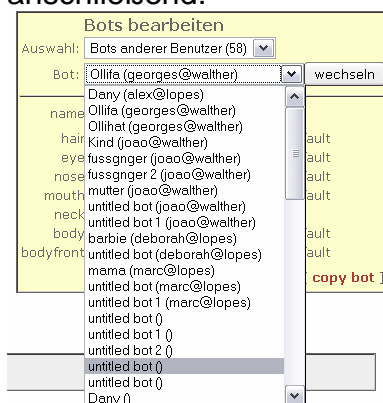 anschließend.
Bots bearbeiten
Auswahl: Bots anderer Benutzer (58)
Bot: Ollifa (georges@walther) wechseln
Dany (alex@lopes)
name Ollifa (georges@walther)
Ollihat (georges@walther)
hair Kind (joao@walther) ault
eye fussgnger (joao@walther) ault
nose fussgnger 2 (joao@walther) ault
mouth mutter (joao@walther) ault
neck untitled bot (joao@walther)
untitled bot 1 (joao@walther)
body barbie (deborah@lopes) ault
bodyfront untitled bot (deborah@lopes) ault
mama (marc@lopes)
untitled bot (marc@lopes) copy bot ]
untitled bot 1 (marc@lopes)
untitled bot ()
untitled bot 1 ()
untitled bot 2 ()
untitled bot ()
untitled bot ()
Dany ()